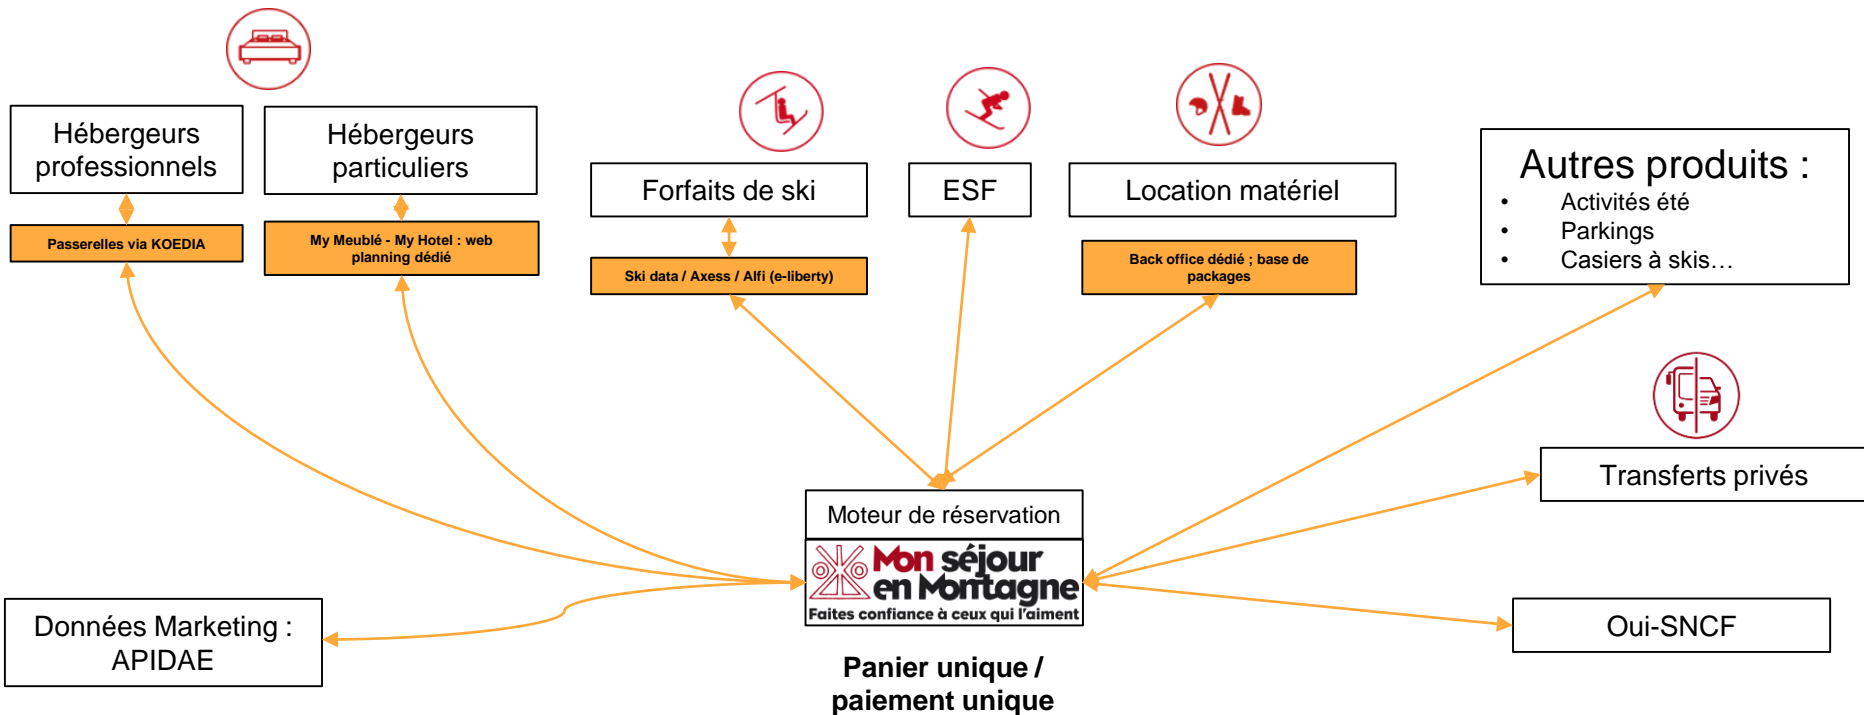 Hébergeurs
professionnels
Passerelles via KOEDIA
Hébergeurs
particuliers
My Meublé - My Hotel : web
planning dédié
Forfaits de ski
Ski data / Axess / Alfi (e-liberty)
ESF
Location matériel
Back office dédié ; base de
packages
Autres produits :
• Activités été
• Parkings
• Casiers à skis…
Transferts privés
Moteur de réservation
Mon séjour
en Montagne
Faites confiance à ceux qui l'aiment
Panier unique /
paiement unique
Données Marketing :
APIDAE
Oui-SNCF